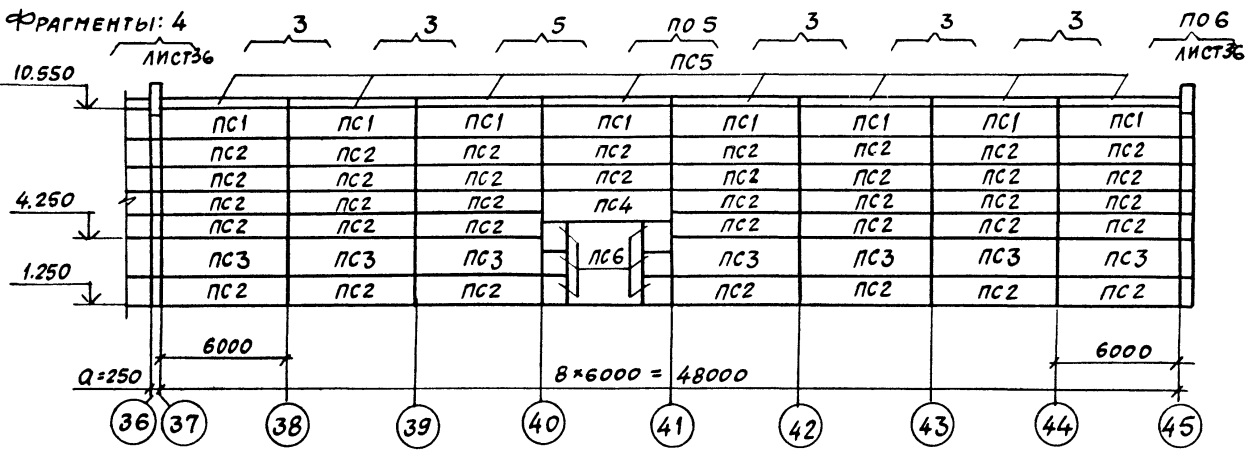 ФРАГМЕНТЫ: 4 3 3 5 ПО 5 3 3 3 ПО 6
ЛИСТ36 ЛИСТ36
ПС5
10.550
ПС1 ПС1 ПС1 ПС1 ПС1 ПС1 ПС1 ПС1
ПС2 ПС2 ПС2 ПС2 ПС2 ПС2 ПС2 ПС2
ПС2 ПС2 ПС2 ПС2 ПС2 ПС2 ПС2 ПС2
4.250 ПС2 ПС2 ПС2 ПС4 ПС2 ПС2 ПС2 ПС2
ПС2 ПС2 ПС2 ПС2 ПС2 ПС2 ПС2
ПС3 ПС3 ПС3 ПС6 ПС3 ПС3 ПС3 ПС3
1.250
ПС2 ПС2 ПС2 ПС2 ПС2 ПС2 ПС2
6000 6000
a=250 8×6000 = 48000
36 37 38 39 40 41 42 43 44 45